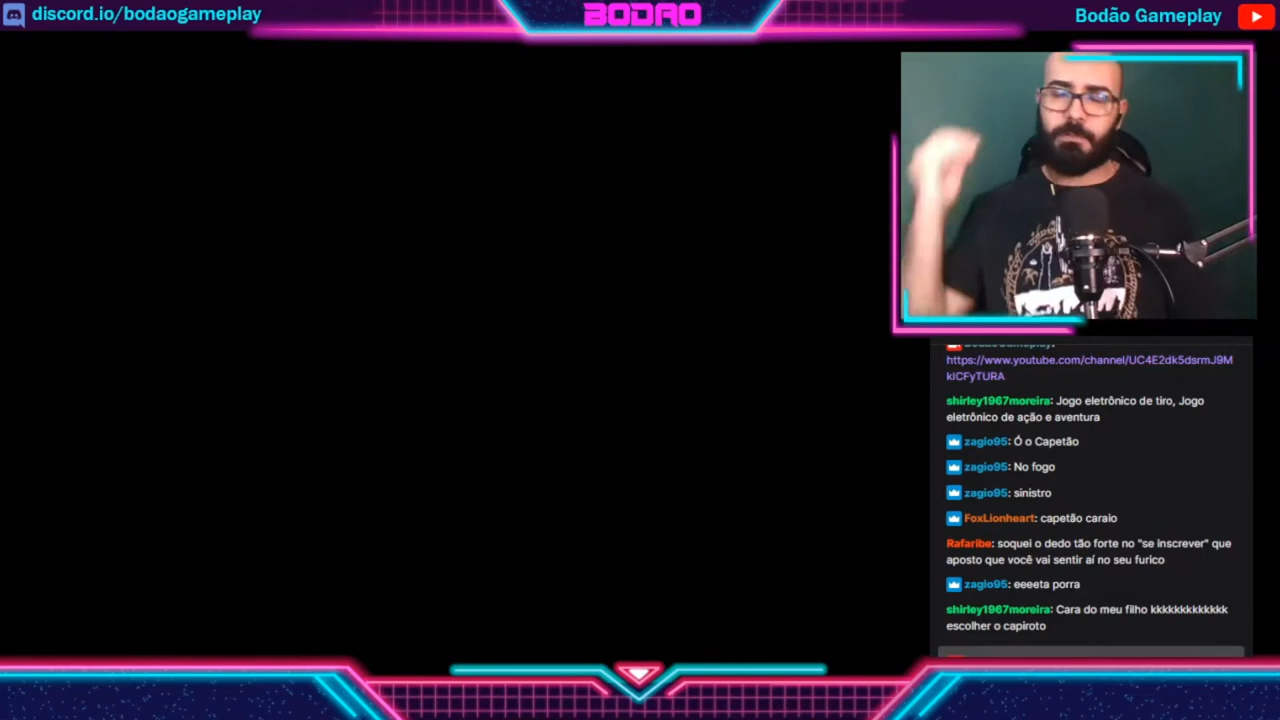 discord.io/bodaogameplay
BODAO
Bodão Gameplay
https://www.youtube.com/channel/UC4E2dk5dsrmJ9M
kICFyTURA
shirley1967moreira: Jogo eletrônico de tiro, Jogo
eletrônico de ação e aventura
zagio95: Ó o Capetão
zagio95: No fogo
zagio95: sinistro
FoxLionheart: capetão caraio
Rafaribe: soquei o dedo tão forte no "se inscrever" que
aposto que você vai sentir aí no seu furico
zagio95: eeeeta porra
shirley1967moreira: Cara do meu filho kkkkkkkkkkkkk
escolher o capiroto